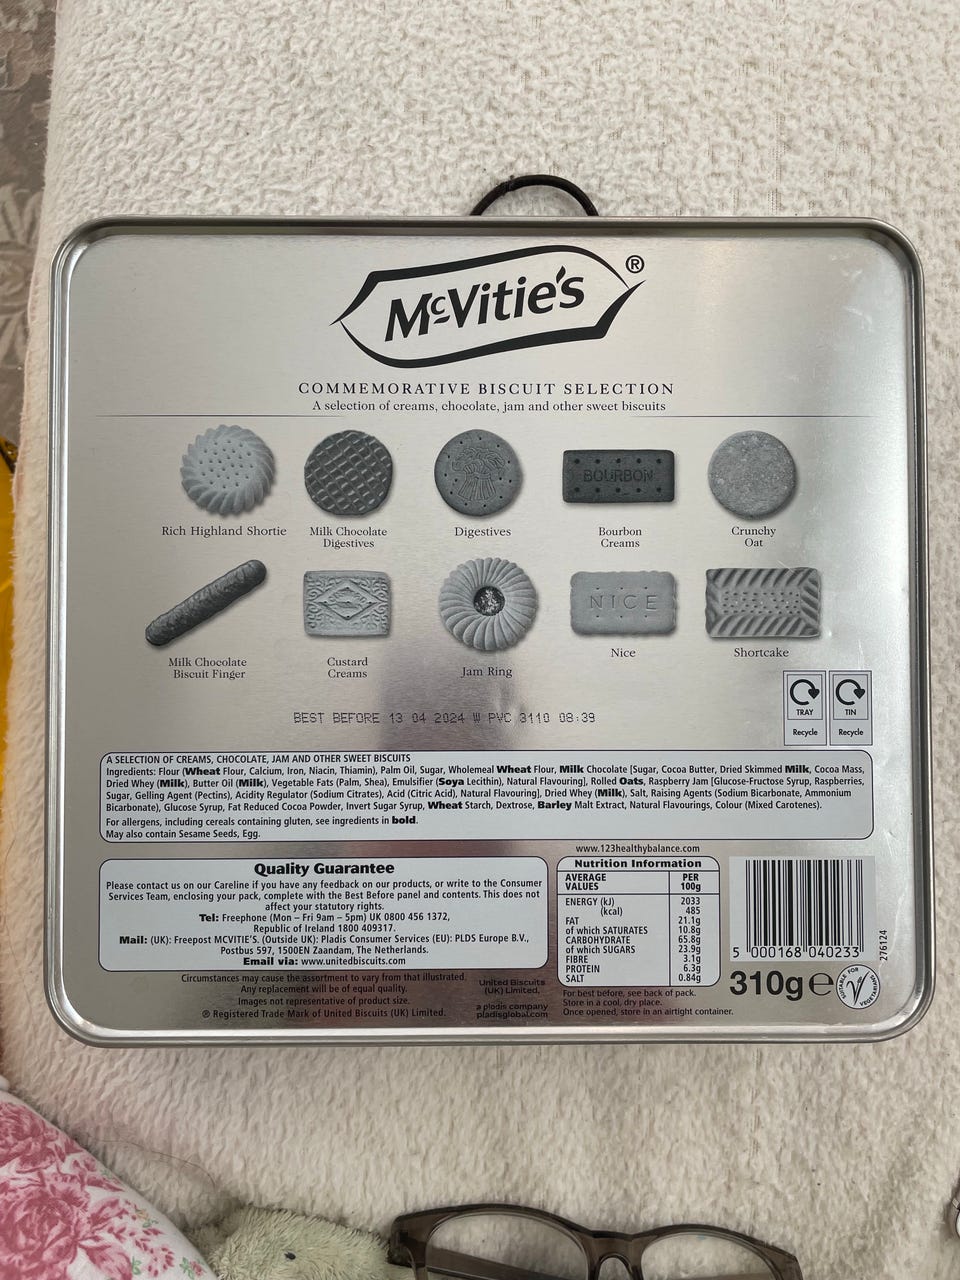 McVitie's®
COMMEMORATIVE BISCUIT SELECTION
A selection of creams, chocolate, jam and other sweet biscuits
BOURBON
Rich Highland Shortie
Milk Chocolate
Digestives
Digestives
Bourbon
Creams
Crunchy
Oat
NICE
Milk Chocolate
Biscuit Finger
Custard
Creams
Jam Ring
Nice
Shortcake
TRAY
Recycle
TIN
Recycle
BEST BEFORE 13 04 2024 W PVC 3110 08:39
A SELECTION OF CREAMS, CHOCOLATE, JAM AND OTHER SWEET BISCUITS
Ingredients: Flour (Wheat Flour, Calcium, Iron, Niacin, Thiamin), Palm Oil, Sugar, Wholemeal Wheat Flour, Milk Chocolate [Sugar, Cocoa Butter, Dried Skimmed Milk, Cocoa Mass,
Dried Whey (Milk), Butter Oil (Milk), Vegetable Fats (Palm, Shea), Emulsifier (Soya Lecithin), Natural Flavouring], Rolled Oats, Raspberry Jam [Glucose-Fructose Syrup, Raspberries,
Sugar, Gelling Agent (Pectins), Acidity Regulator (Sodium Citrates), Acid (Citric Acid), Natural Flavouring], Dried Whey (Milk), Salt, Raising Agents (Sodium Bicarbonate, Ammonium
Bicarbonate), Glucose Syrup, Fat Reduced Cocoa Powder, Invert Sugar Syrup, Wheat Starch, Dextrose, Barley Malt Extract, Natural Flavourings, Colour (Mixed Carotenes).
For allergens, including cereals containing gluten, see ingredients in bold.
May also contain Sesame Seeds, Egg.
Quality Guarantee
Please contact us on our Careline if you have any feedback on our products, or write to the Consumer
Services Team, enclosing your pack, complete with the Best Before panel and contents. This does not
affect your statutory rights.
Tel: Freephone (Mon – Fri 9am – 5pm) UK 0800 456 1372,
Republic of Ireland 1800 409317.
Mail: (UK): Freepost MCVITIE'S. (Outside UK): Pladis Consumer Services (EU): PLDS Europe B.V.,
Postbus 597, 1500EN Zaandam, The Netherlands.
Email via: www.unitedbiscuits.com
Circumstances may cause the assortment to vary from that illustrated.
Any replacement will be of equal quality.
Images not representative of product size.
® Registered Trade Mark of United Biscuits (UK) Limited.
United Biscuits
(UK) Limited,
a pladis company
pladisglobal.com
www.123healthybalance.com
Nutrition Information
AVERAGE VALUES PER 100g
ENERGY (kJ) 2033
(kcal) 485
FAT 21.1g
of which SATURATES 10.8g
CARBOHYDRATE 65.8g
of which SUGARS 23.9g
FIBRE 3.1g
PROTEIN 6.3g
SALT 0.84g
For best before, see back of pack.
Store in a cool, dry place.
Once opened, store in an airtight container.
5 000168 040233
276124
310g ℮
SUITABLE FOR VEGETARIANS